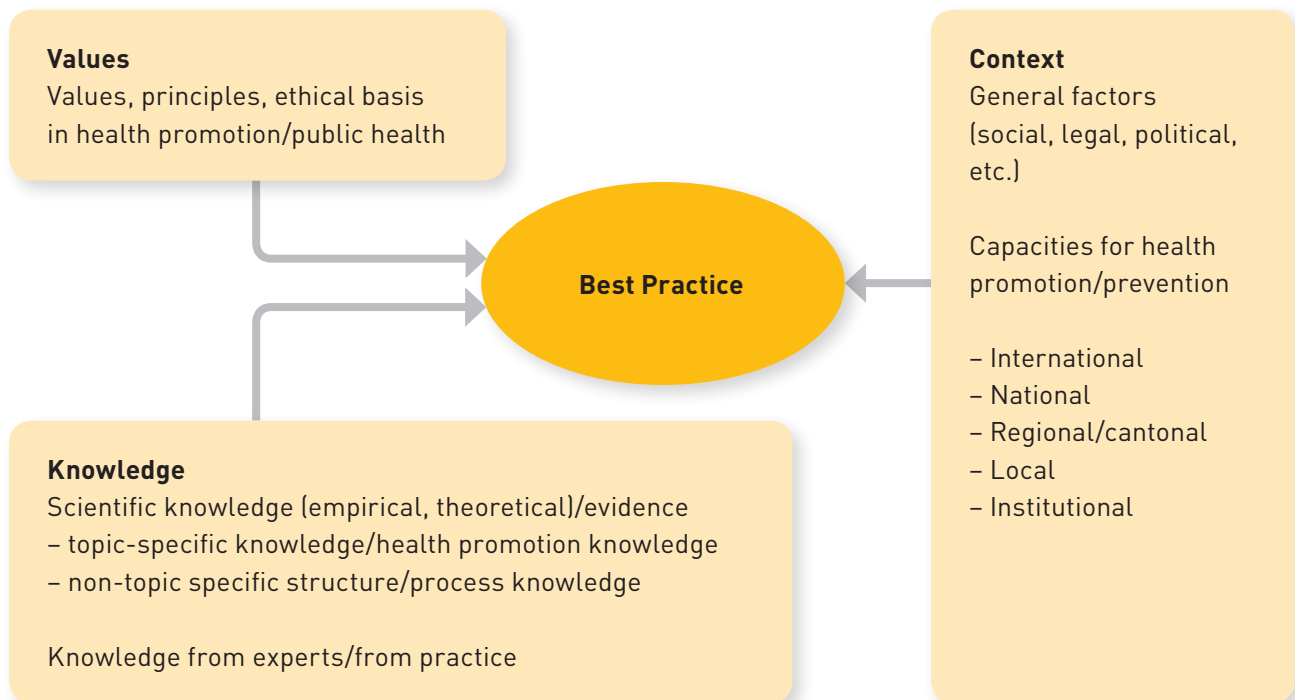 Values
Values, principles, ethical basis
in health promotion/public health
Context
General factors
(social, legal, political,
etc.)
Capacities for health
promotion/prevention
– International
– National
– Regional/cantonal
– Local
– Institutional
Best Practice
Knowledge
Scientific knowledge (empirical, theoretical)/evidence
– topic-specific knowledge/health promotion knowledge
– non-topic specific structure/process knowledge
Knowledge from experts/from practice